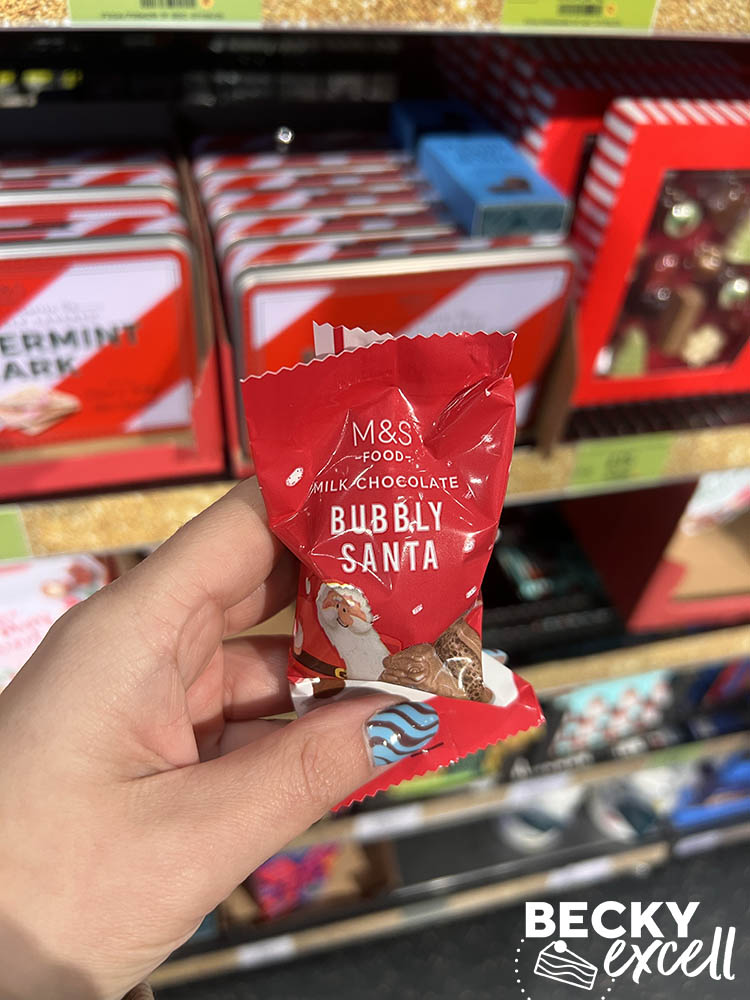 ERMINT
ARK
M&S
-FOOD-
MILK CHOCOLATE
BUBBLY
SANTA
BECKY
excell